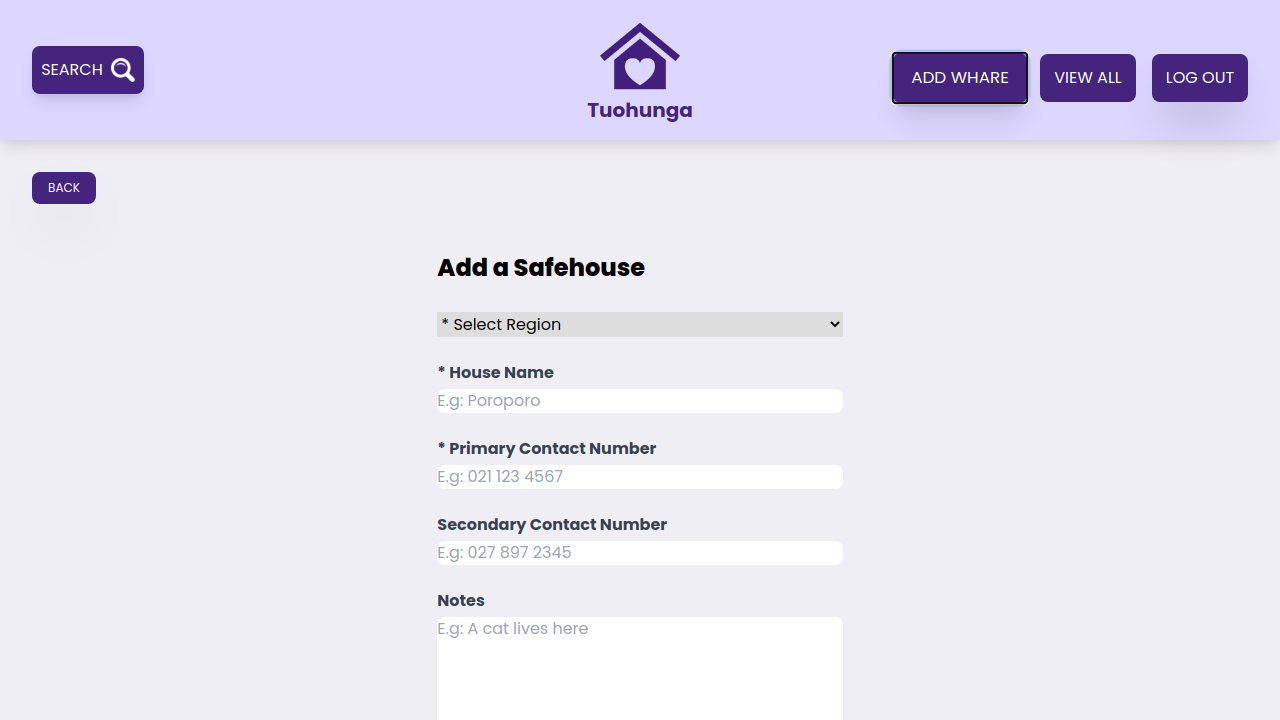 SEARCH
Tuohunga
ADD WHARE
VIEW ALL
LOG OUT
BACK
Add a Safehouse
* Select Region
* House Name
E.g: Poroporo
* Primary Contact Number
E.g: 021 123 4567
Secondary Contact Number
E.g: 027 897 2345
Notes
E.g: A cat lives here